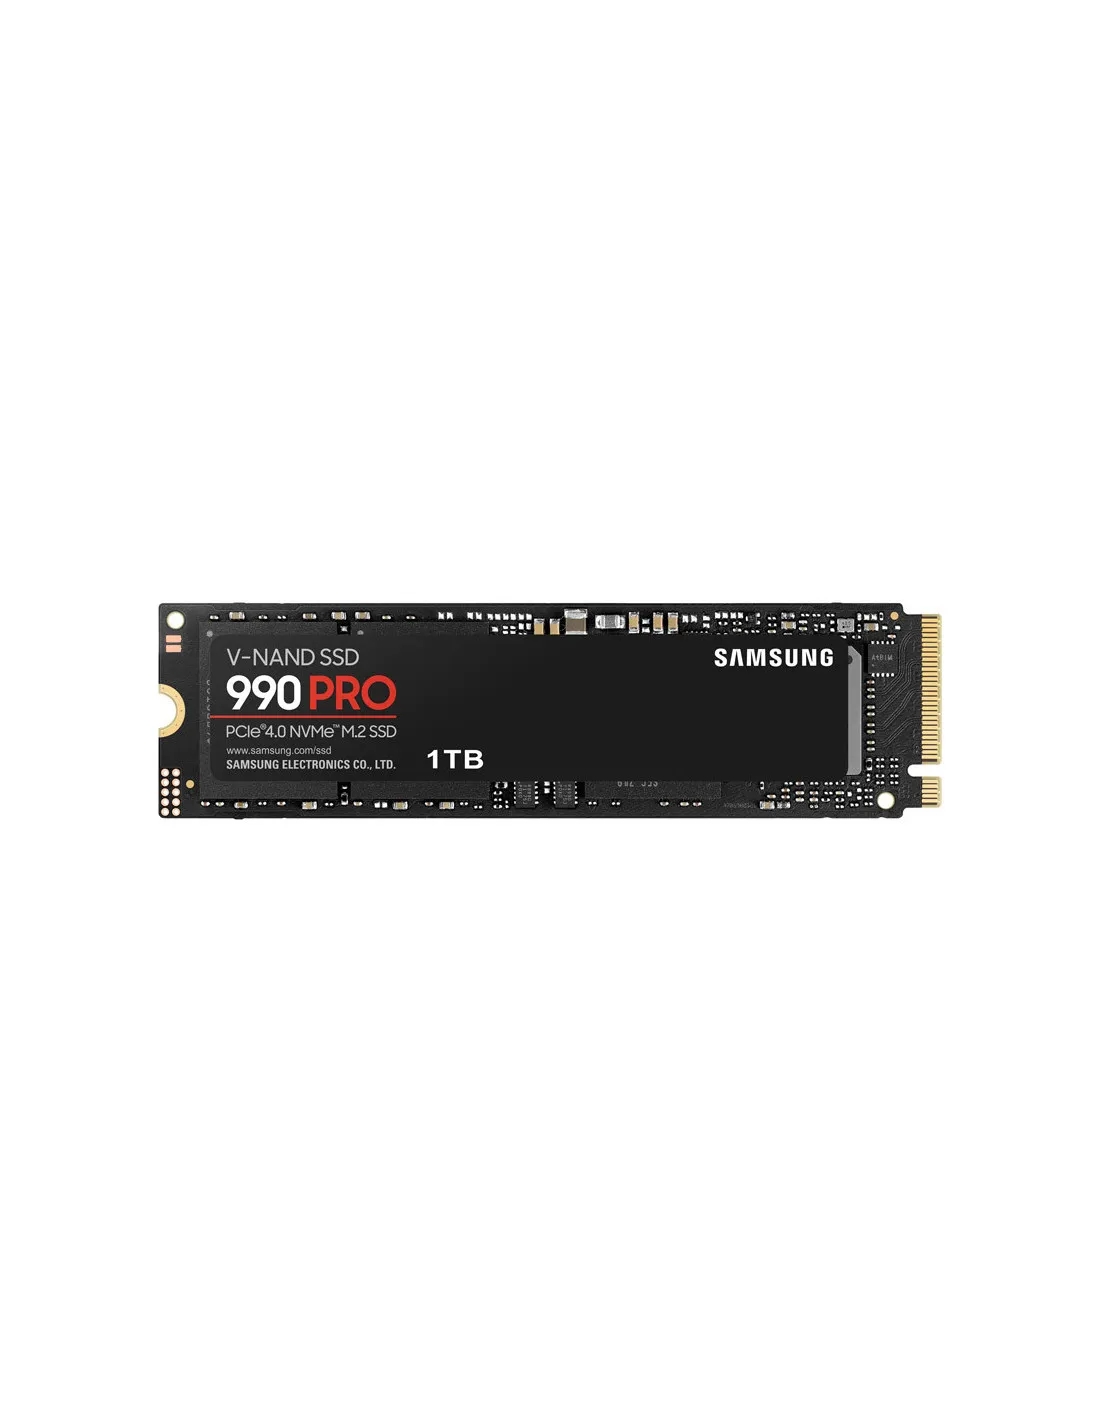 V-NAND SSD
SAMSUNG
990 PRO
PCIe®4.0 NVMe™ M.2 SSD
www.samsung.com/ssd
SAMSUNG ELECTRONICS CO., LTD.
1TB